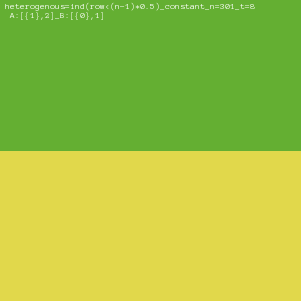 heterogenous=ind(row<(n-1)*0.5)_constant_n=301_t=8
A:[{1},2]_B:[{0},1]